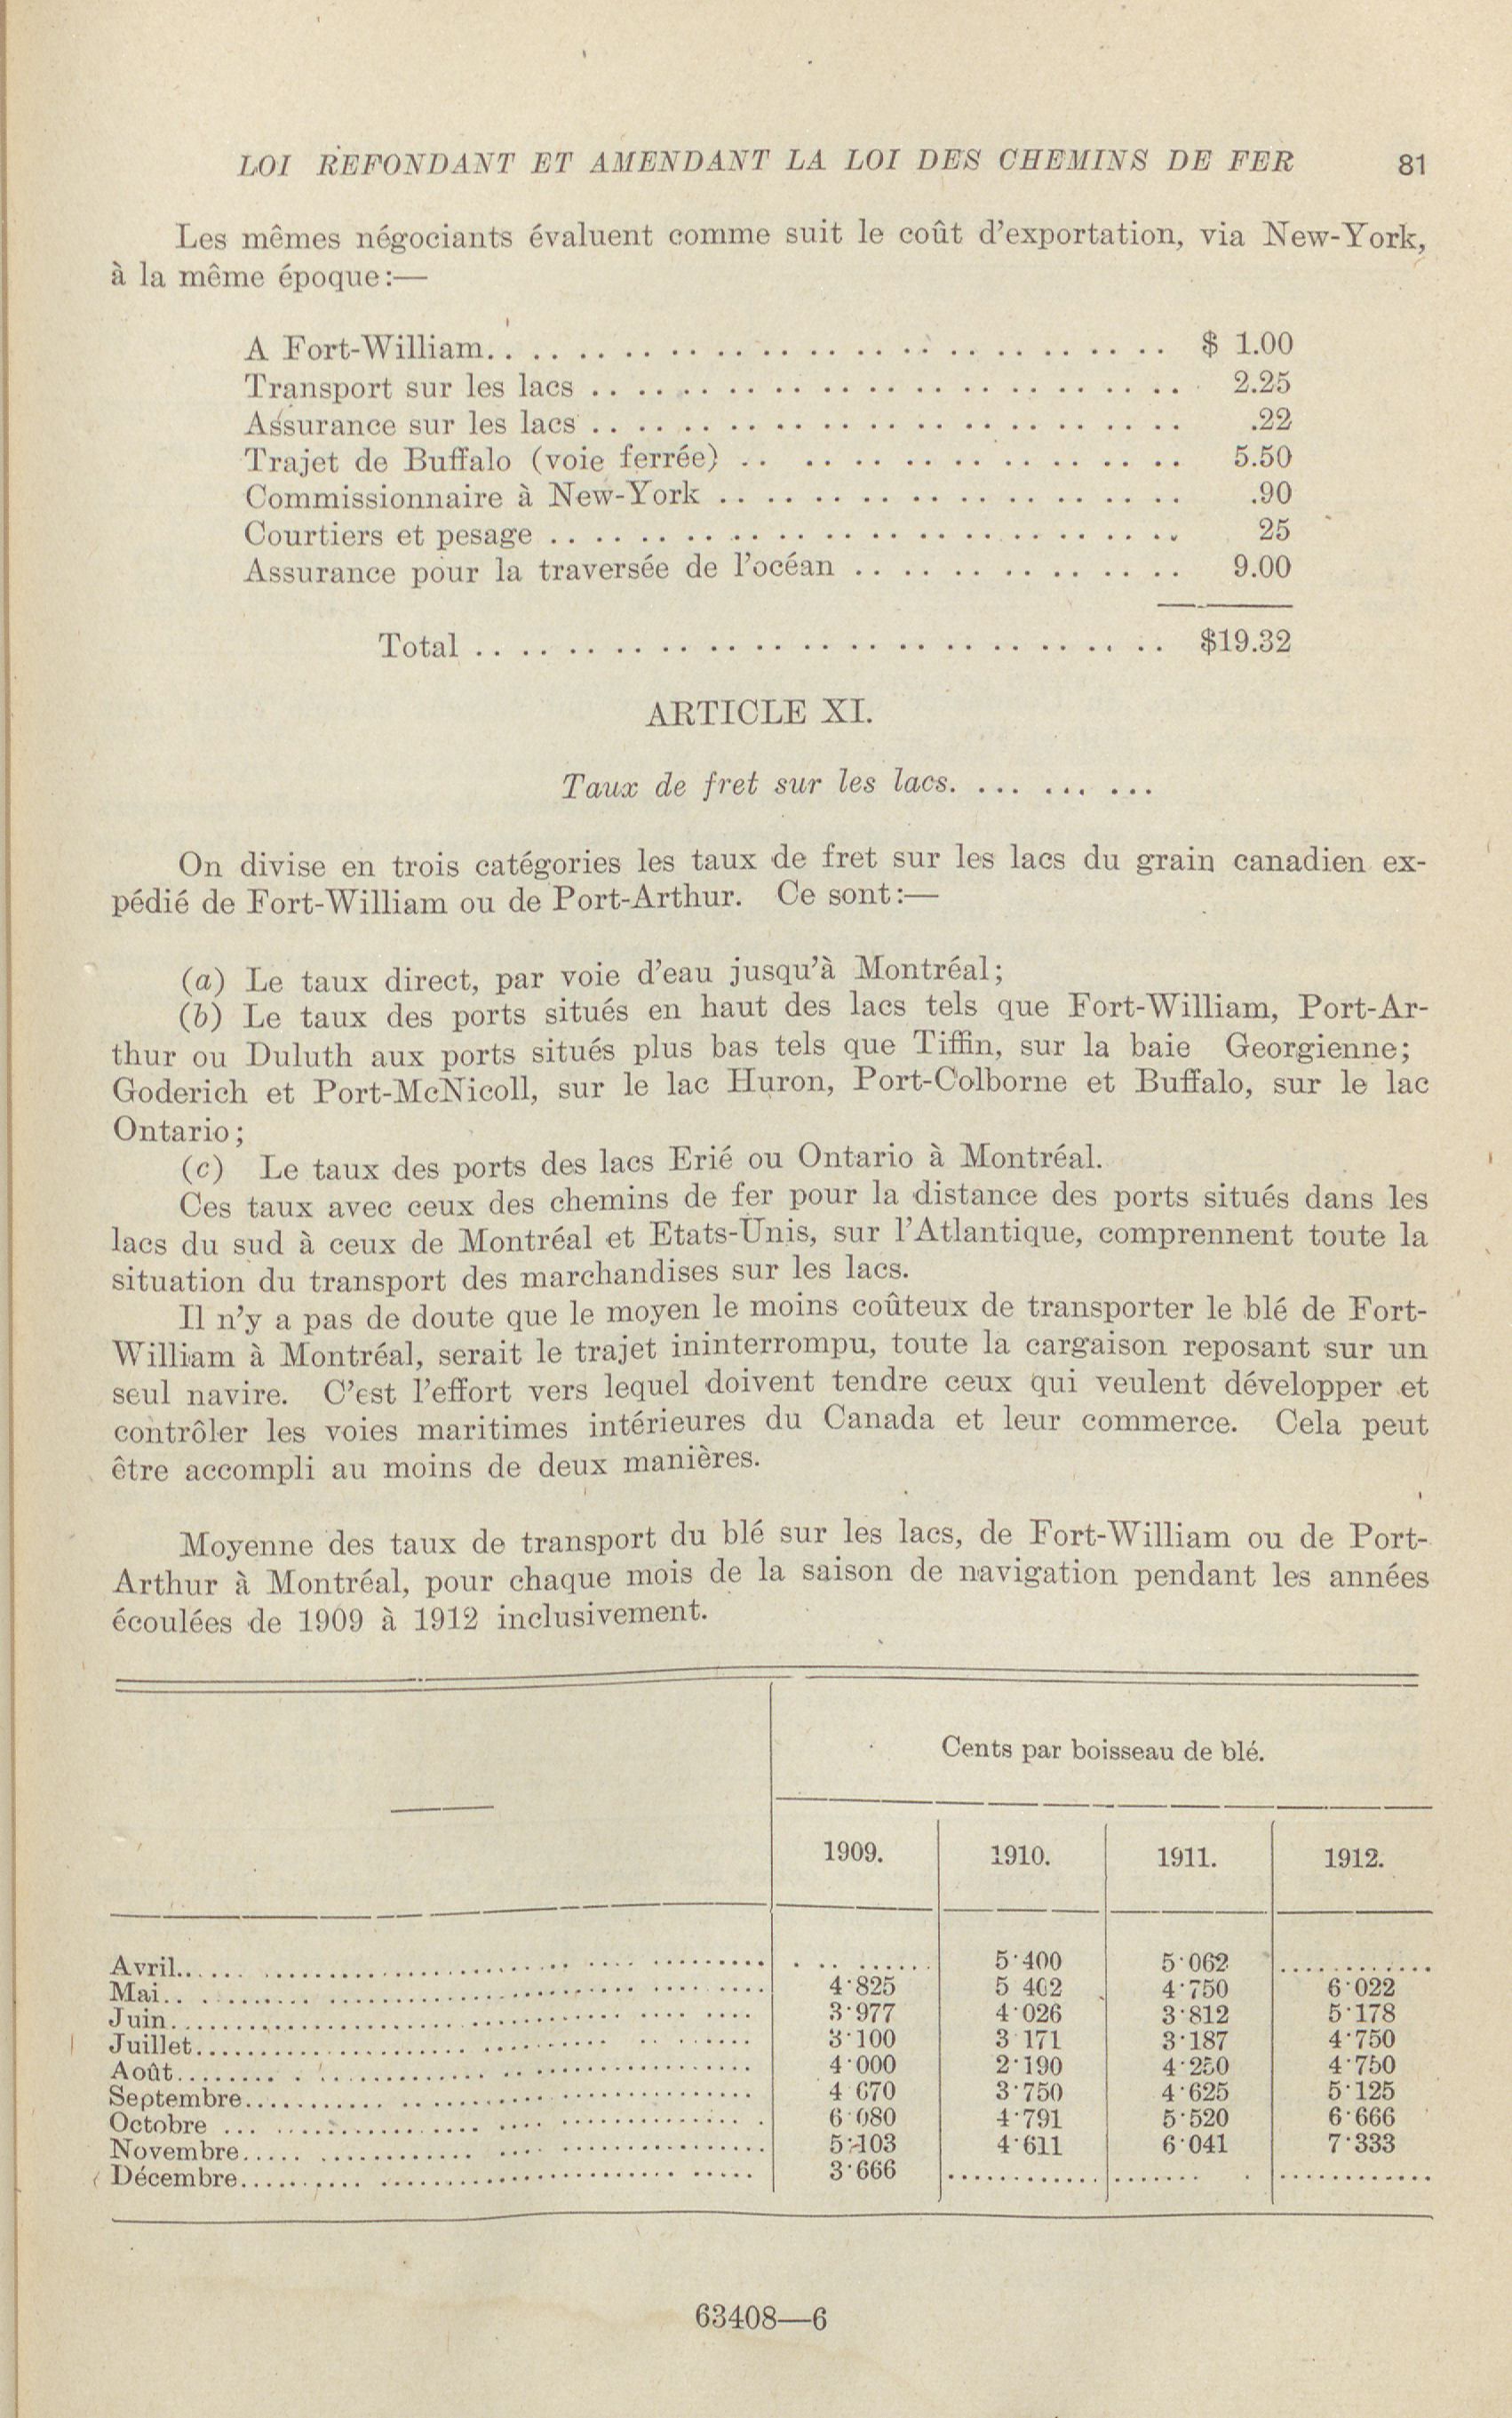 LOI REFONDANT ET AMENDANT LA LOI DES CHEMINS DE FER 81
Les mêmes négociants évaluent comme suit le coût d'exportation, via New-York,
à la même époque:—
A Fort-William.. $ 1.00
Transport sur les lacs 2.25
Assurance sur les lacs .22
Trajet de Buffalo (voie ferrée) 5.50
Commissionnaire à New-York .90
Courtiers et pesage 25
Assurance pour la traversée de l'océan 9.00
Total $19.32
ARTICLE XI.
Taux de fret sur les lacs. ... ... ...
On divise en trois catégories les taux de fret sur les lacs du grain canadien ex-
pédié de Fort-William ou de Port-Arthur. Ce sont:—
(a) Le taux direct, par voie d'eau jusqu'à Montréal;
(b) Le taux des ports situés en haut des lacs tels que Fort-William, Port-Ar-
thur ou Duluth aux ports situés plus bas tels que Tiffin, sur la baie Georgienne;
Goderich et Port-McNicoll, sur le lac Huron, Port-Colborne et Buffalo, sur le lac
Ontario;
(c) Le taux des ports des lacs Erié ou Ontario à Montréal.
Ces taux avec ceux des chemins de fer pour la distance des ports situés dans les
lacs du sud à ceux de Montréal et Etats-Unis, sur l'Atlantique, comprennent toute la
situation du transport des marchandises sur les lacs.
Il n'y a pas de doute que le moyen le moins coûteux de transporter le blé de Fort-
William à Montréal, serait le trajet ininterrompu, toute la cargaison reposant sur un
seul navire. C'est l'effort vers lequel doivent tendre ceux qui veulent développer et
contrôler les voies maritimes intérieures du Canada et leur commerce. Cela peut
être accompli au moins de deux manières.
Moyenne des taux de transport du blé sur les lacs, de Fort-William ou de Port-
Arthur à Montréal, pour chaque mois de la saison de navigation pendant les années
écoulées de 1909 à 1912 inclusivement.
Cents par boisseau de blé.
1909. 1910. 1911. 1912.
Avril 5·400 5·062
Mai 4·825 5 402 4·750 6·022
Juin 3·977 4·026 3·812 5·178
Juillet 3·100 3 171 3·187 4·750
Août 4·000 2·190 4·250 4·750
Septembre 4 670 3·750 4·625 5·125
Octobre 6·080 4·791 5·520 6·666
Novembre 4·611 6·041 7·333
Décembre 3·666
63408—6